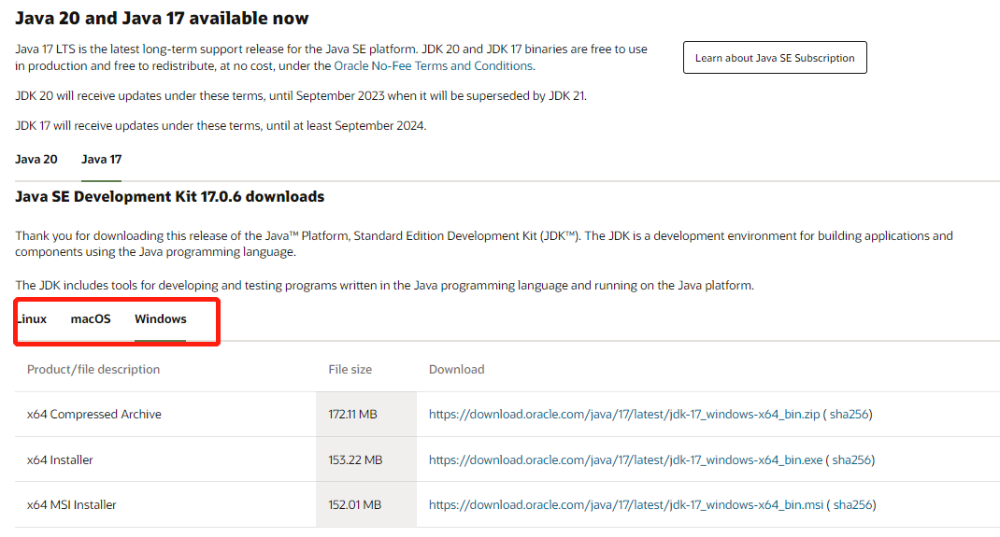 Java 20 and Java 17 available now
Java 17 LTS is the latest long-term support release for the Java SE platform. JDK 20 and JDK 17 binaries are free to use
in production and free to redistribute, at no cost, under the Oracle No-Fee Terms and Conditions.
Learn about Java SE Subscription
JDK 20 will receive updates under these terms, until September 2023 when it will be superseded by JDK 21.
JDK 17 will receive updates under these terms, until at least September 2024.
Java 20 Java 17
Java SE Development Kit 17.0.6 downloads
Thank you for downloading this release of the Java™ Platform, Standard Edition Development Kit (JDK™). The JDK is a development environment for building applications and
components using the Java programming language.
The JDK includes tools for developing and testing programs written in the Java programming language and running on the Java platform.
Linux macOS Windows
Product/file description File size Download
x64 Compressed Archive 172.11 MB https://download.oracle.com/java/17/latest/jdk-17_windows-x64_bin.zip ( sha256)
x64 Installer 153.22 MB https://download.oracle.com/java/17/latest/jdk-17_windows-x64_bin.exe ( sha256)
x64 MSI Installer 152.01 MB https://download.oracle.com/java/17/latest/jdk-17_windows-x64_bin.msi ( sha256)